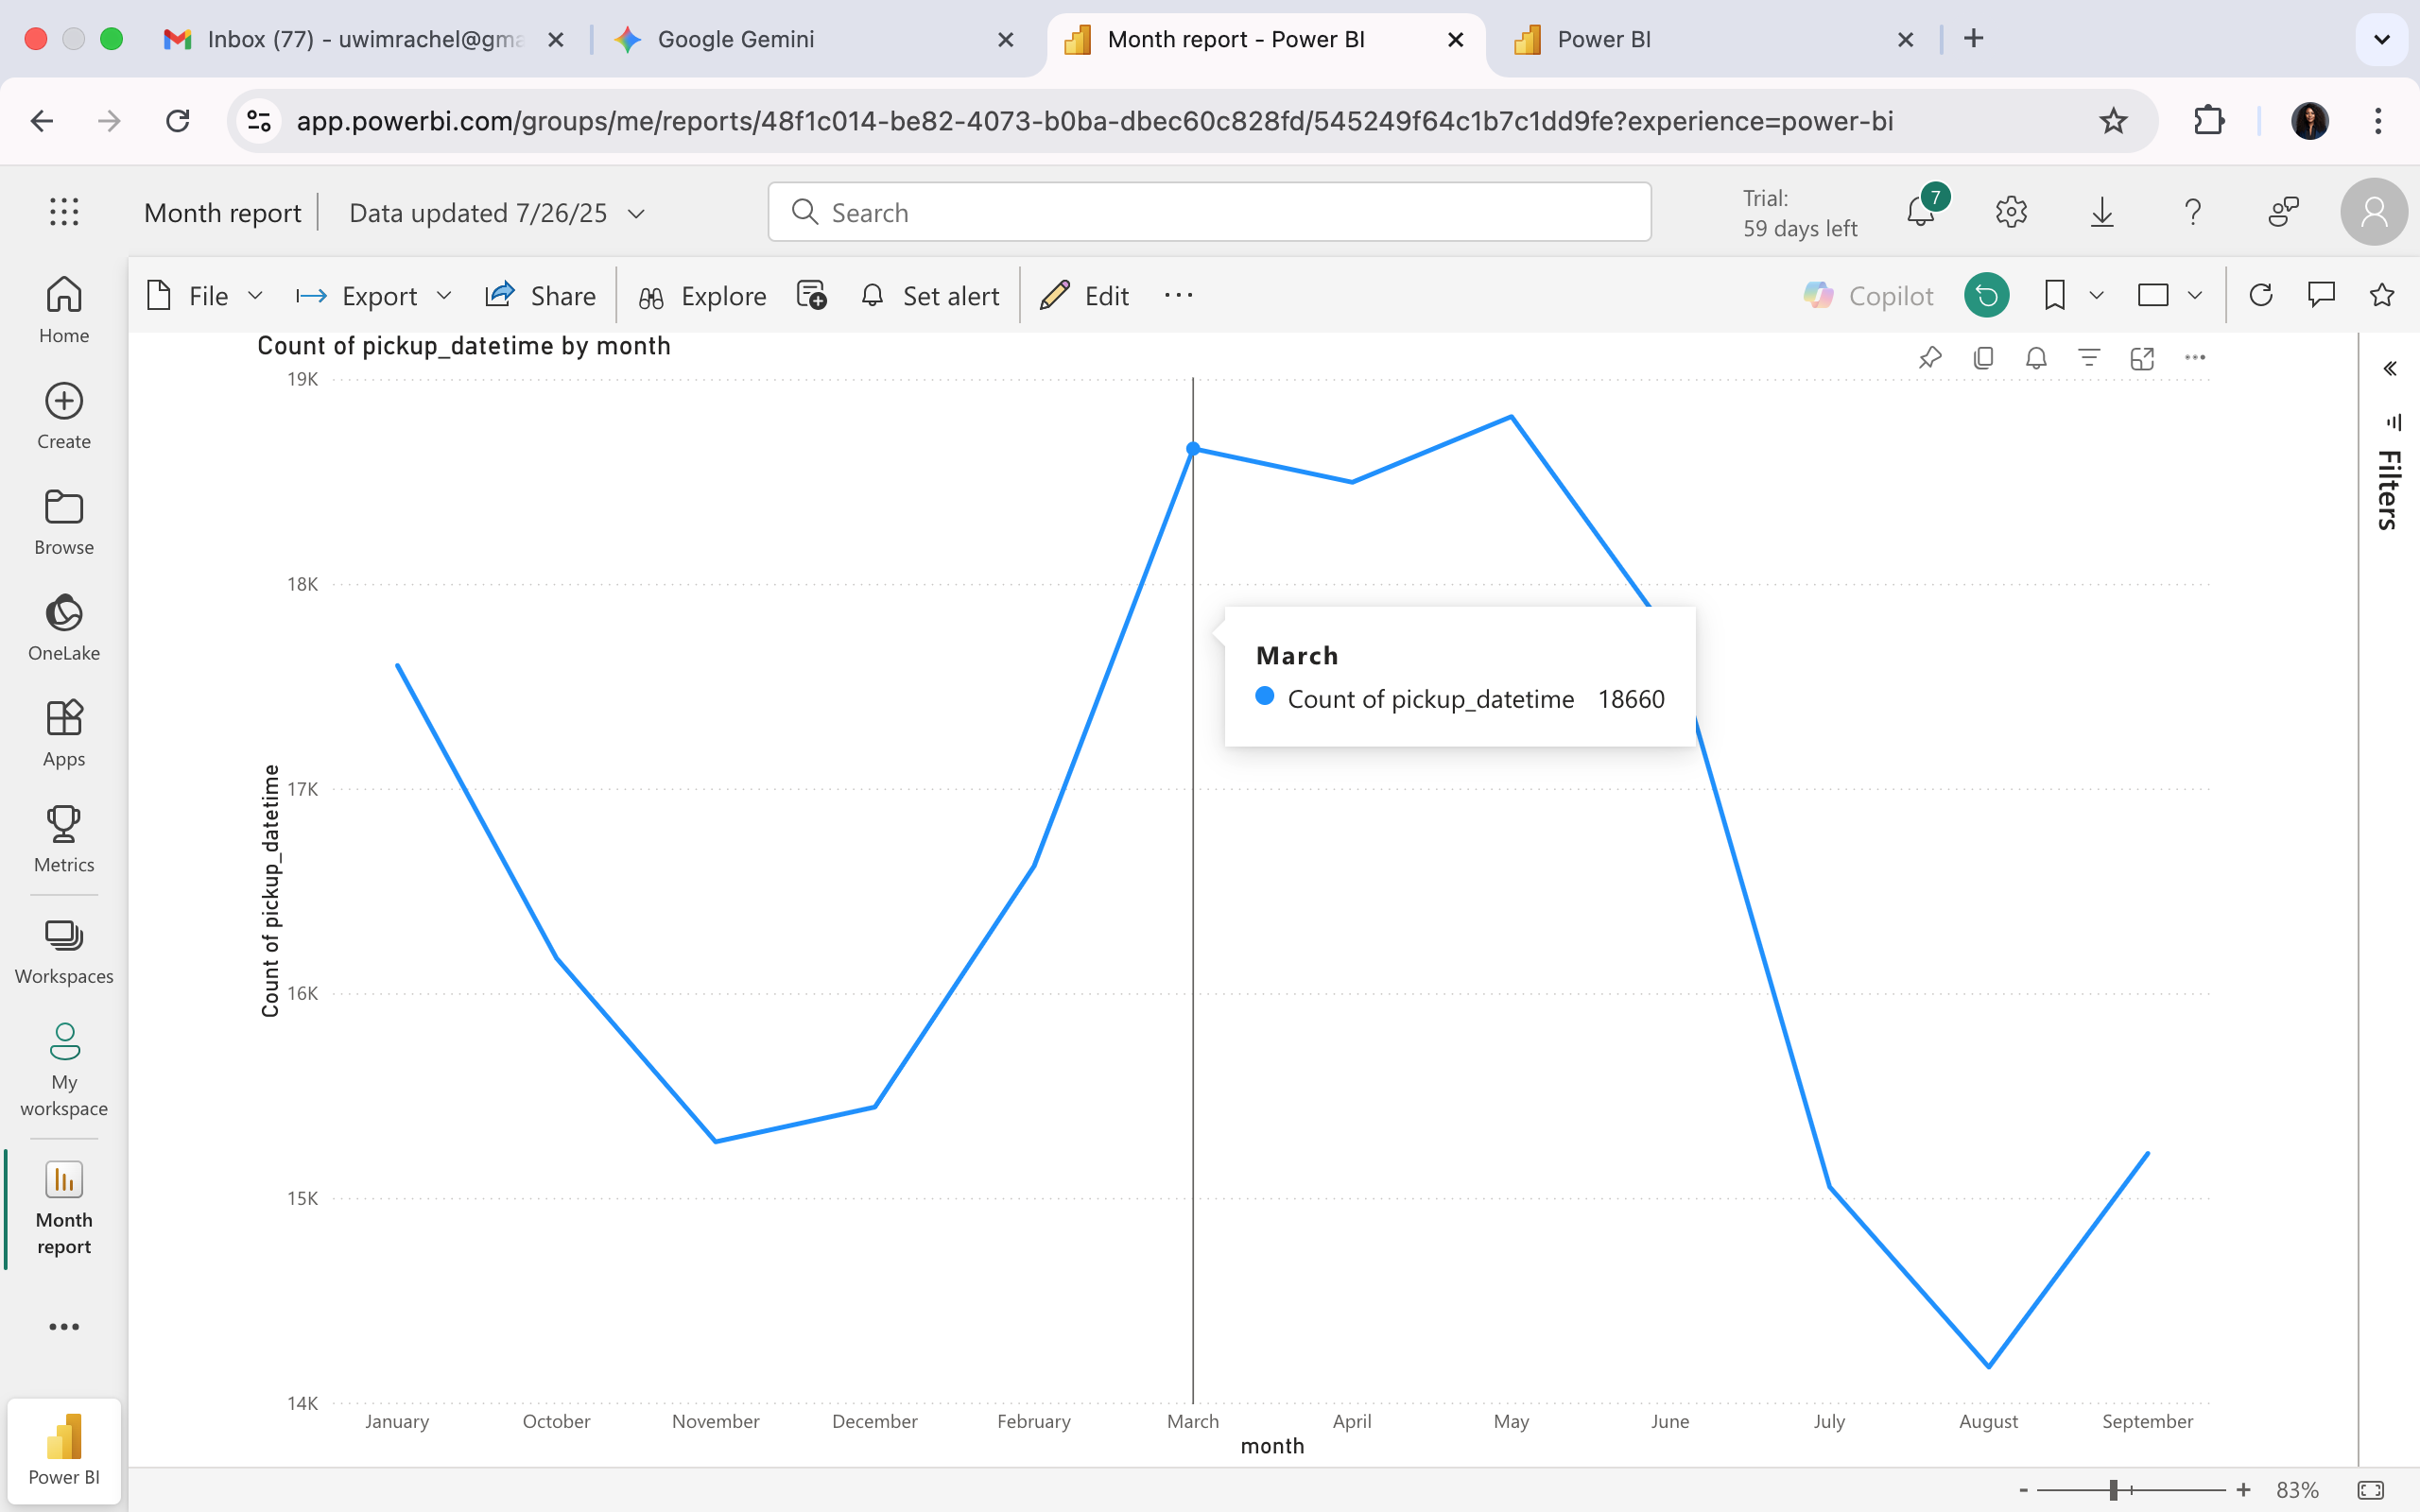 Inbox (77) - uwimrachel@gma
Google Gemini
Month report - Power BI
Power BI
app.powerbi.com/groups/me/reports/48f1c014-be82-4073-b0ba-dbec60c828fd/545249f64c1b7c1dd9fe?experience=power-bi
Month report
Data updated 7/26/25
Search
Trial:
59 days left
7
File
Export
Share
Explore
Set alert
Edit
Copilot
Home
Create
Browse
OneLake
Apps
Metrics
Workspaces
My
workspace
Month
report
Power BI
Count of pickup_datetime by month
19K
18K
17K
16K
15K
14K
Count of pickup_datetime
March
Count of pickup_datetime 18660
January October November December February March April May June July August September
month
Filters
- + 83%